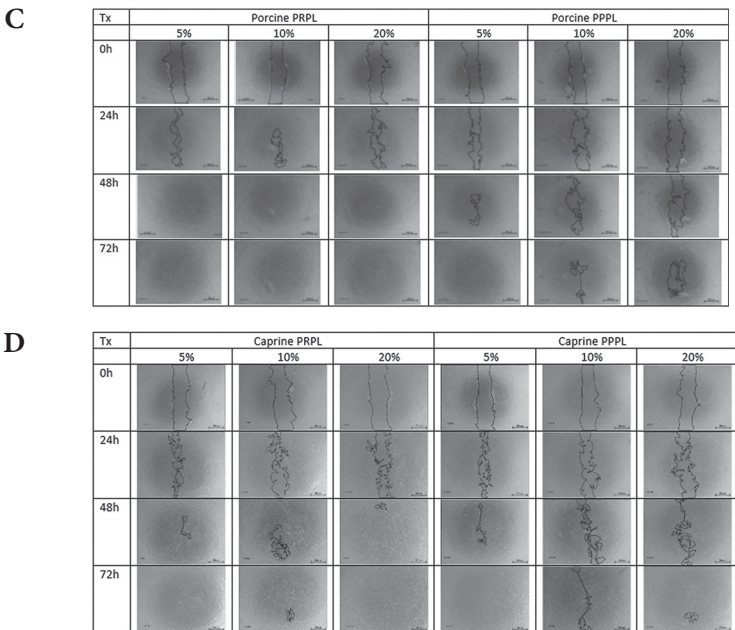 C
Tx Porcine PRPL Porcine PPPL
5% 10% 20% 5% 10% 20%
0h
24h
48h
72h
D
Tx Caprine PRPL Caprine PPPL
5% 10% 20% 5% 10% 20%
0h
24h
48h
72h